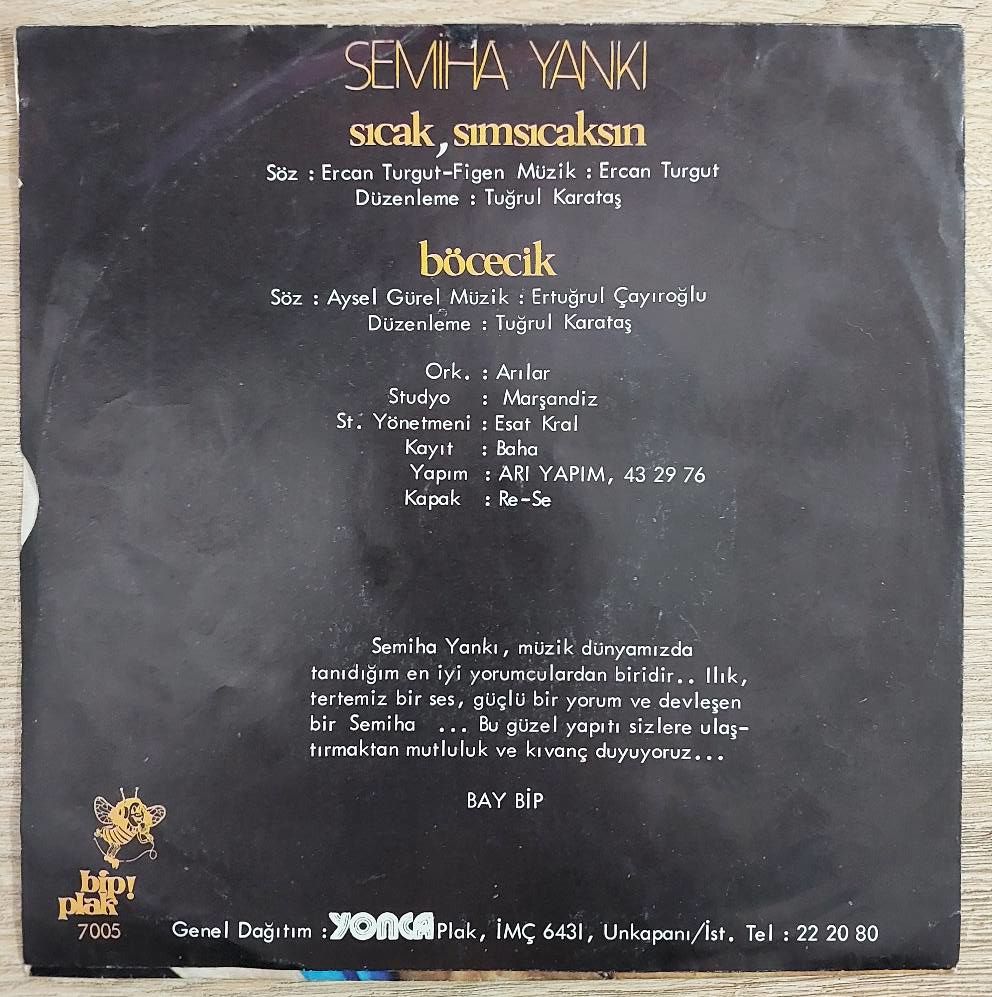 SEMİHA YANKI
sıcak, sımsıcaksın
Söz : Ercan Turgut-Figen Müzik : Ercan Turgut
Düzenleme : Tuğrul Karataş
böcecik
Söz : Aysel Gürel Müzik : Ertuğrul Çayıroğlu
Düzenleme : Tuğrul Karataş
Ork. : Arılar
Studyo : Marşandiz
St. Yönetmeni : Esat Kral
Kayıt : Baha
Yapım : ARI YAPIM, 43 29 76
Kapak : Re-Se
Semiha Yankı, müzik dünyamızda
tanıdığım en iyi yorumculardan biridir.. Ilık,
tertemiz bir ses, güçlü bir yorum ve devleşen
bir Semiha ... Bu güzel yapıtı sizlere ulaş-
tırmaktan mutluluk ve kıvanç duyuyoruz...
BAY BİP
bip!
plak
7005
Genel Dağıtım : YONCA Plak, İMÇ 6431, Unkapanı/İst. Tel : 22 20 80